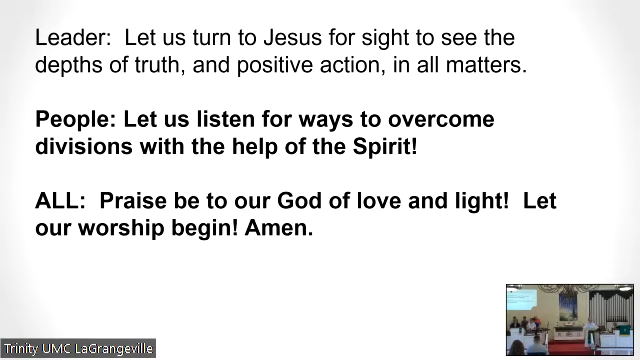 Leader:  Let us turn to Jesus for sight to see the
depths of truth, and positive action, in all matters.
People: Let us listen for ways to overcome
divisions with the help of the Spirit!
ALL:  Praise be to our God of love and light!  Let
our worship begin! Amen.
Trinity UMC LaGrangeville